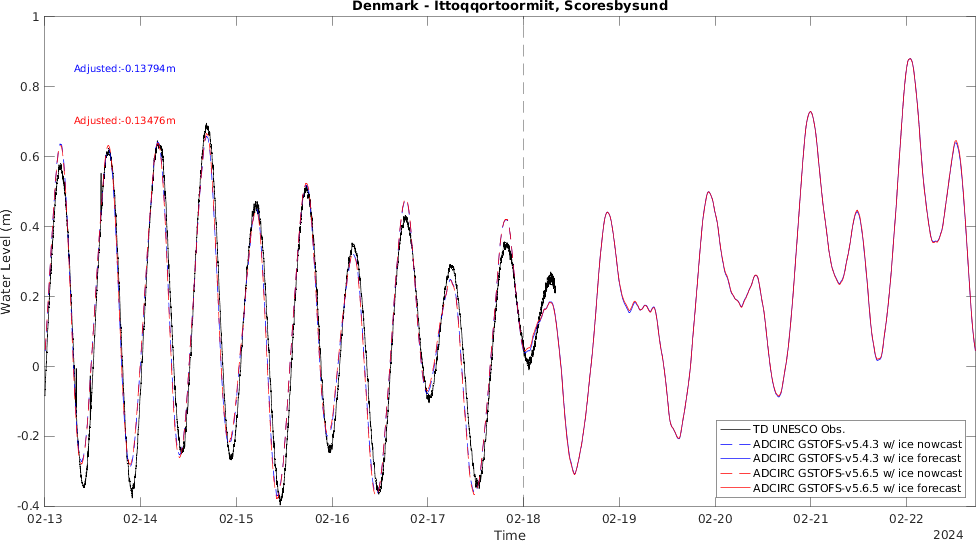 Denmark - Ittoqqortoormiit, Scoresbysund
1
0.8
0.6
0.4
0.2
0
-0.2
-0.4
Water Level (m)
Adjusted:-0.13794m
Adjusted:-0.13476m
TD UNESCO Obs.
ADCIRC GSTOFS-v5.4.3 w/ ice nowcast
ADCIRC GSTOFS-v5.4.3 w/ ice forecast
ADCIRC GSTOFS-v5.6.5 w/ ice nowcast
ADCIRC GSTOFS-v5.6.5 w/ ice forecast
02-13 02-14 02-15 02-16 02-17 02-18 02-19 02-20 02-21 02-22
Time
2024